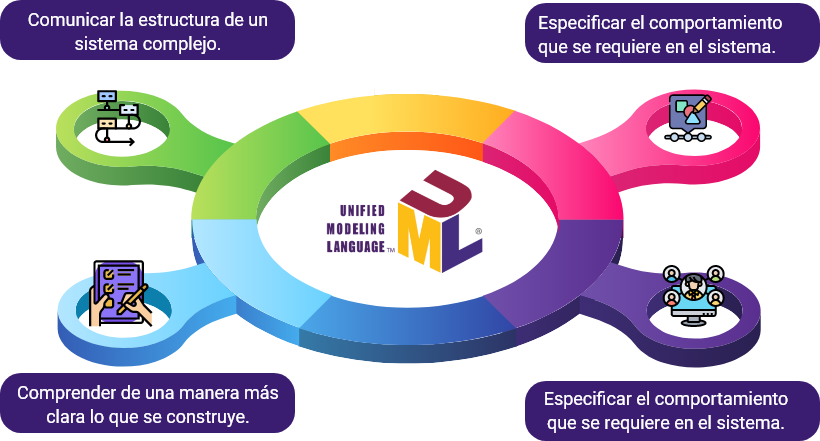 Comunicar la estructura de un
sistema complejo.
Especificar el comportamiento
que se requiere en el sistema.
UNIFIED
MODELING
LANGUAGE™
UML®
Comprender de una manera más
clara lo que se construye.
Especificar el comportamiento
que se requiere en el sistema.